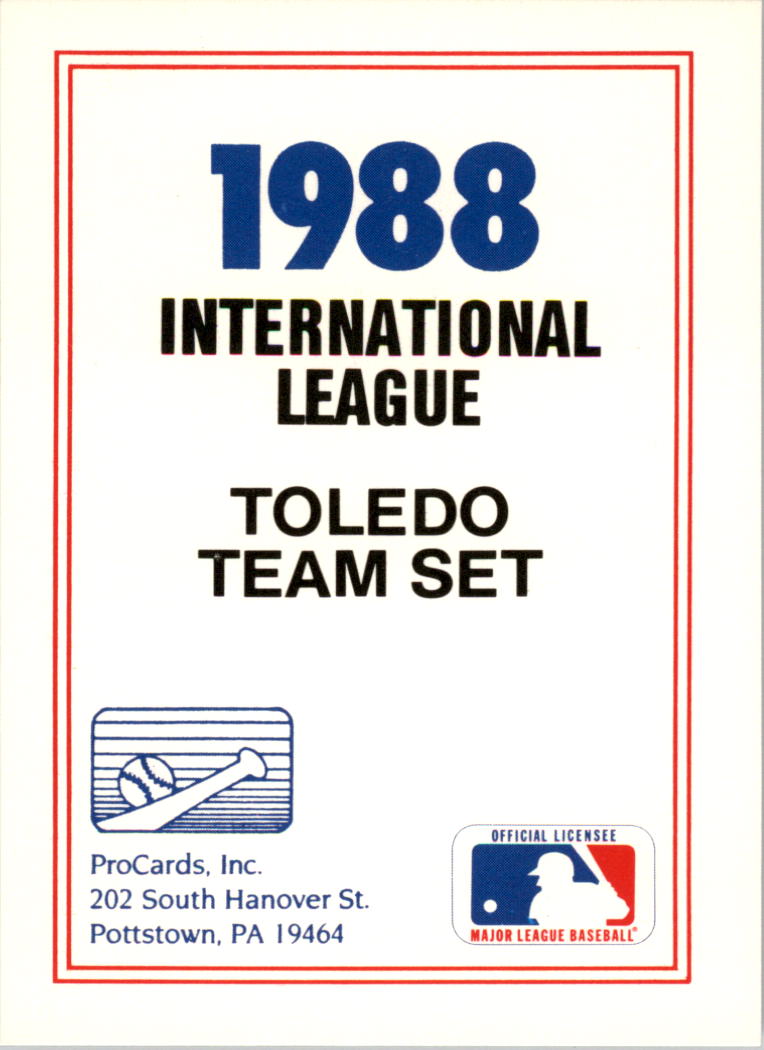 1988
INTERNATIONAL
LEAGUE
TOLEDO
TEAM SET
ProCards, Inc.
202 South Hanover St.
Pottstown, PA 19464
OFFICIAL LICENSEE
MAJOR LEAGUE BASEBALL®